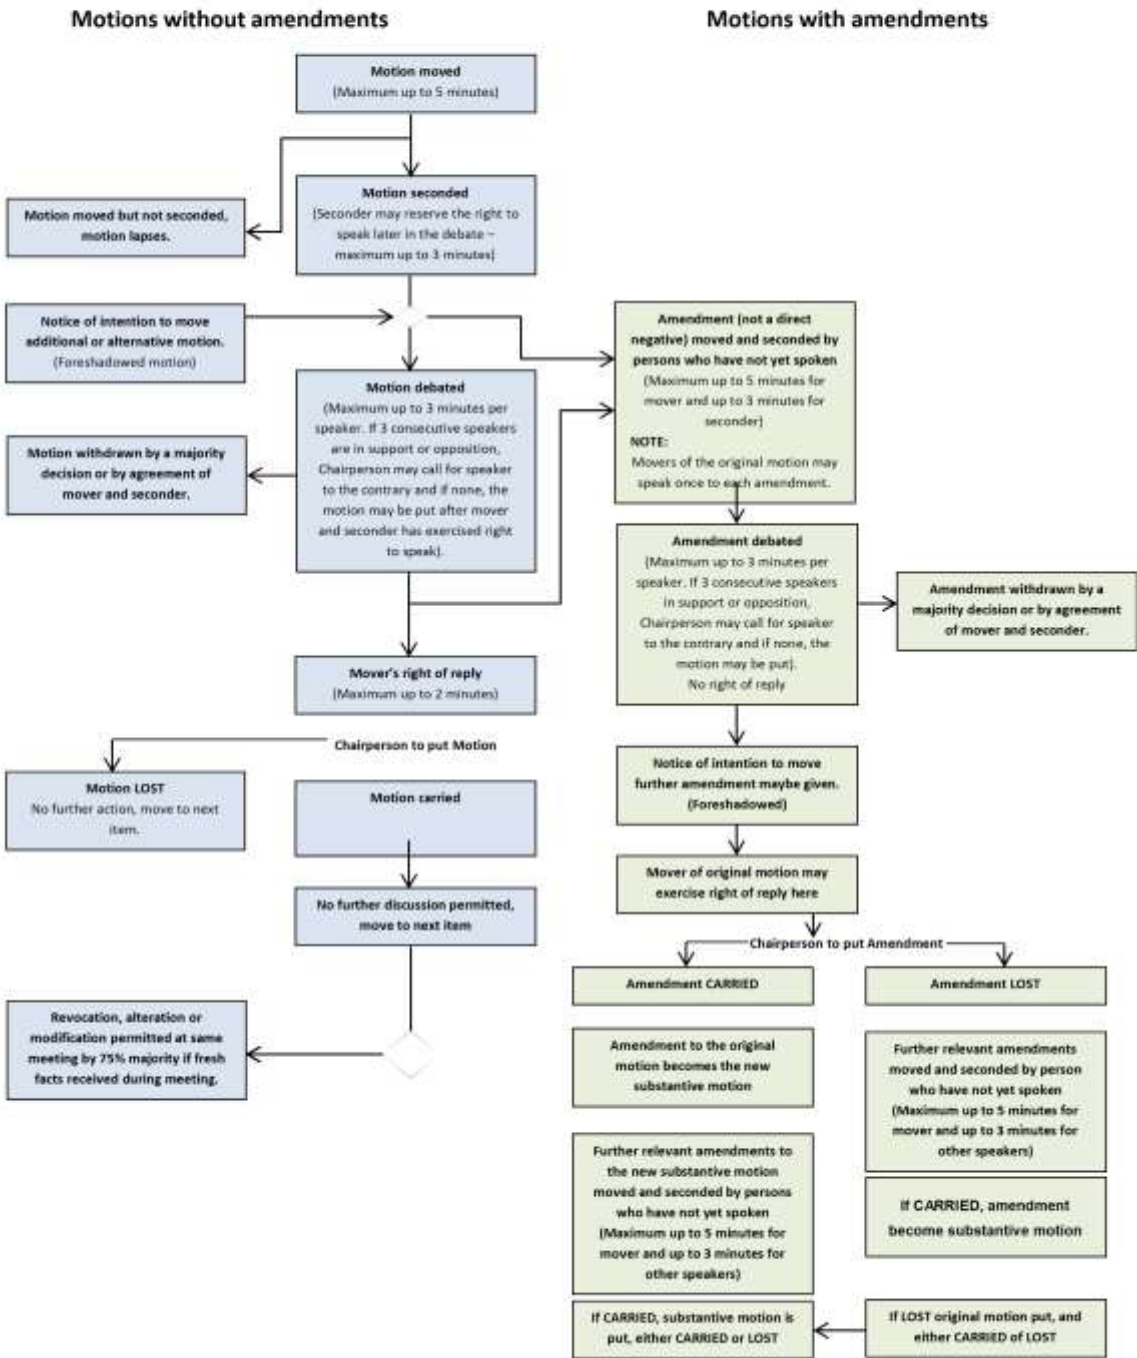 Motions without amendments
Motions with amendments
Motion moved
(Maximum up to 5 minutes)
Motion seconded
(Seconder may reserve the right to
speak later in the debate –
maximum up to 3 minutes)
Motion moved but not seconded,
motion lapses.
Notice of intention to move
additional or alternative motion.
(Foreshadowed motion)
Motion debated
(Maximum up to 3 minutes per
speaker. If 3 consecutive speakers
are in support or opposition,
Chairperson may call for speaker
to the contrary and if none, the
motion may be put after mover
and seconder has exercised right
to speak).
Motion withdrawn by a majority
decision or by agreement of
mover and seconder.
Mover's right of reply
(Maximum up to 2 minutes)
Chairperson to put Motion
Motion LOST
No further action, move to next
item.
Motion carried
No further discussion permitted,
move to next item
Revocation, alteration or
modification permitted at same
meeting by 75% majority if fresh
facts received during meeting.
Amendment (not a direct
negative) moved and seconded by
persons who have not yet spoken
(Maximum up to 5 minutes for
mover and up to 3 minutes for
seconder)
NOTE:
Movers of the original motion may
speak once to each amendment.
Amendment debated
(Maximum up to 3 minutes per
speaker. If 3 consecutive speakers
in support or opposition,
Chairperson may call for speaker
to the contrary and if none, the
motion may be put).
No right of reply
Amendment withdrawn by a
majority decision or by agreement
of mover and seconder.
Notice of intention to move
further amendment maybe given.
(Foreshadowed)
Mover of original motion may
exercise right of reply here
Chairperson to put Amendment
Amendment CARRIED
Amendment LOST
Amendment to the original
motion becomes the new
substantive motion
Further relevant amendments
moved and seconded by person
who have not yet spoken
(Maximum up to 5 minutes for
mover and up to 3 minutes for
other speakers)
Further relevant amendments to
the new substantive motion
moved and seconded by persons
who have not yet spoken
(Maximum up to 5 minutes for
mover and up to 3 minutes for
other speakers)
If CARRIED, amendment
become substantive motion
If CARRIED, substantive motion is
put, either CARRIED or LOST
If LOST original motion put, and
either CARRIED of LOST